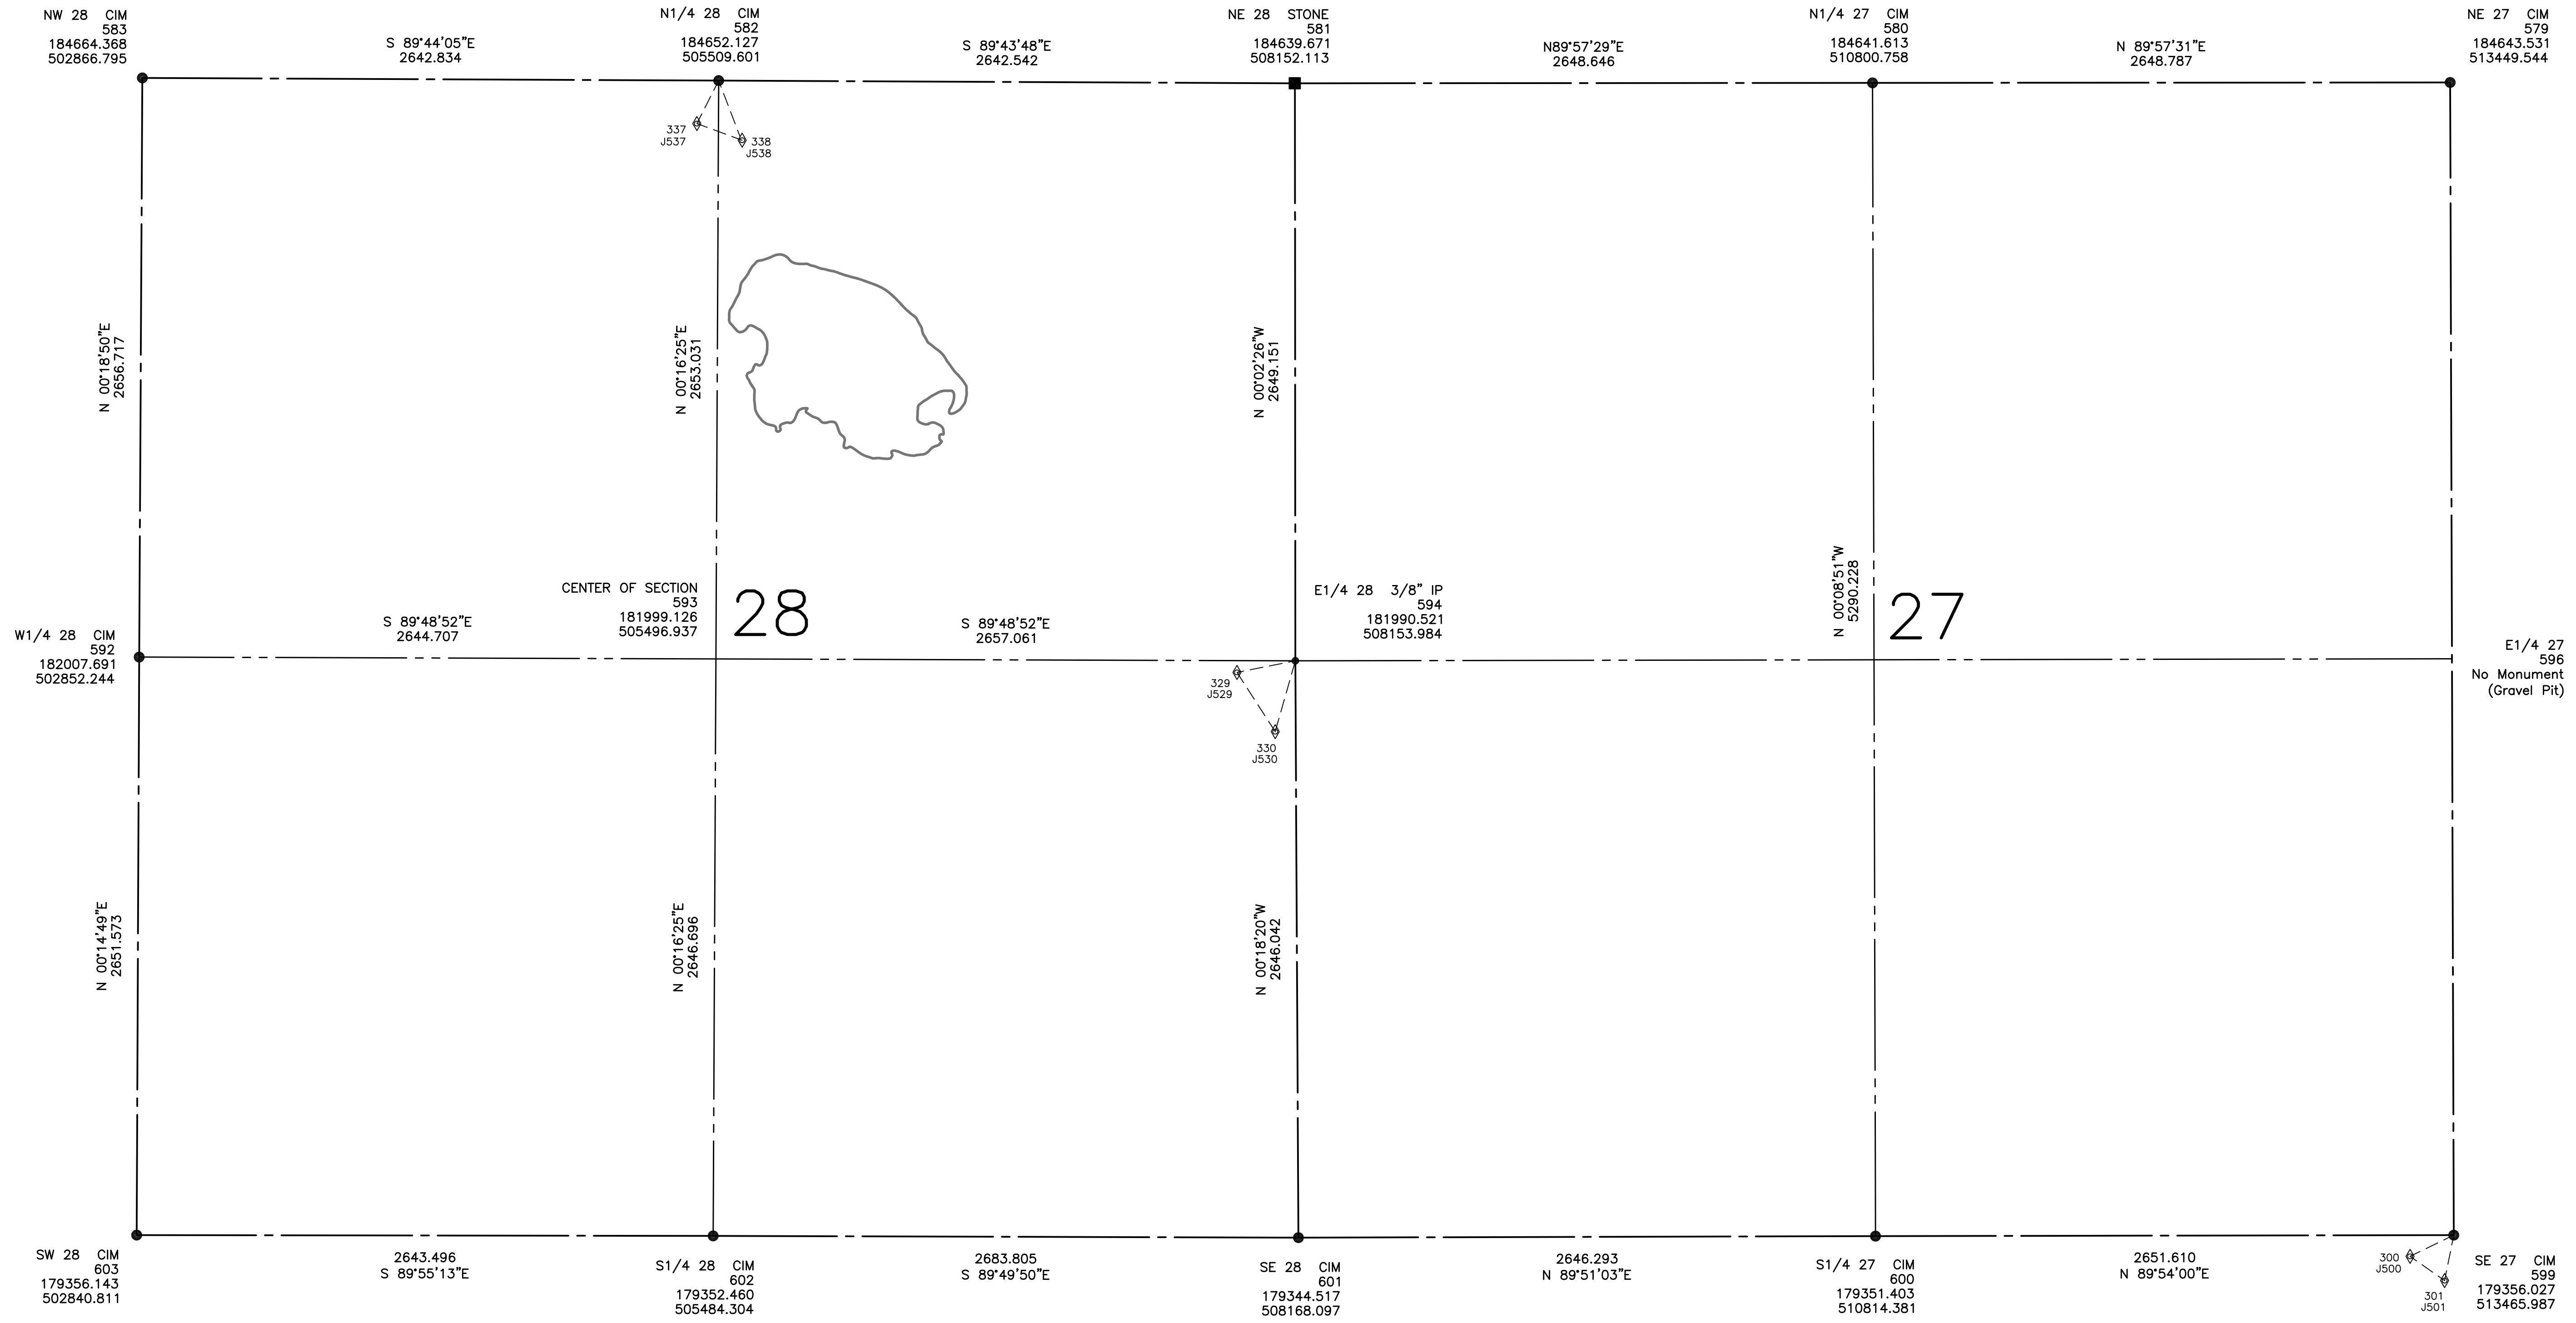 NW 28 CIM
583
184664.368
502866.795
S 89°44'05"E
2642.834
N1/4 28 CIM
582
184652.127
505509.601
S 89°43'48"E
2642.542
NE 28 STONE
581
184639.671
508152.113
N89°57'29"E
2648.646
N1/4 27 CIM
580
184641.613
510800.758
N 89°57'31"E
2648.787
NE 27 CIM
579
184643.531
513449.544
337
J537
338
J538
N 00°18'50"E
2656.717
N 00°16'25"E
2653.031
N 00°02'26"W
2649.151
N 00°08'51"W
5290.228
W1/4 28 CIM
592
182007.691
502852.244
S 89°48'52"E
2644.707
CENTER OF SECTION
593
181999.126
505496.937
28
S 89°48'52"E
2657.061
E1/4 28 3/8" IP
594
181990.521
508153.984
27
E1/4 27
596
No Monument
(Gravel Pit)
329
J529
330
J530
N 00°14'49"E
2651.573
N 00°16'25"E
2646.696
N 00°18'20"W
2646.042
SW 28 CIM
603
179356.143
502840.811
2643.496
S 89°55'13"E
S1/4 28 CIM
602
179352.460
505484.304
2683.805
S 89°49'50"E
SE 28 CIM
601
179344.517
508168.097
2646.293
N 89°51'03"E
S1/4 27 CIM
600
179351.403
510814.381
2651.610
N 89°54'00"E
300
J500
301
J501
SE 27 CIM
599
179356.027
513465.987